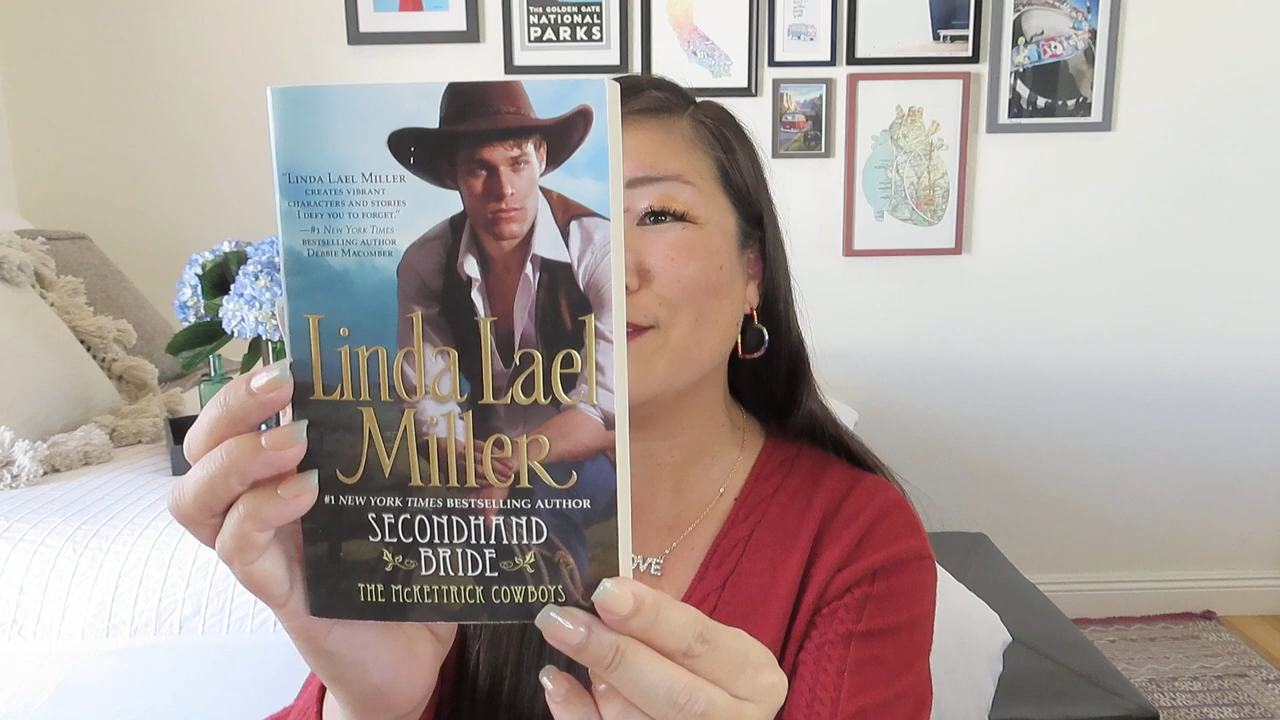 THE GOLDEN GATE
NATIONAL
PARKS
"LINDA LAEL MILLER
CREATES VIBRANT
CHARACTERS AND STORIES
I DEFY YOU TO FORGET."
—#1 NEW YORK TIMES
BESTSELLING AUTHOR
DEBBIE MACOMBER
Linda Lael
Miller
#1 NEW YORK TIMES BESTSELLING AUTHOR
SECONDHAND
BRIDE
THE McKETTRICK COWBOYS
OVE